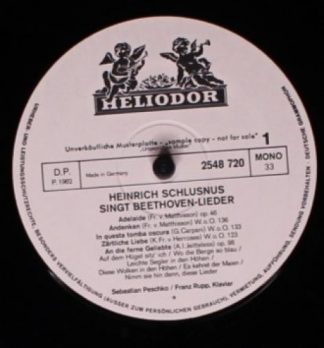 HELIODOR
Unverkäufliche Musterplatte - „sample copy - not for sale"
1
D.P.
P. 1982
Made in Germany
2548 720
MONO
33
HEINRICH SCHLUSNUS
SINGT BEETHOVEN-LIEDER
Adelaide (Fr. v. Matthisson) op. 46
Andenken (Fr. v. Matthisson) W.o.O. 136
In questa tomba oscura (G. Carpani) W.o.O. 133
Zärtliche Liebe (K. Fr. v. Herrosee) W.o.O. 123
An die ferne Geliebte (A.I. Jeitteless) op. 98
Auf dem Hügel sitz' ich / Wo die Berge so blau /
Leichte Segler in den Höhen /
Diese Wolken in den Höhen / Es kehret der Maien /
Nimm sie hin denn, diese Lieder
Sebastian Peschko / Franz Rupp, Klavier